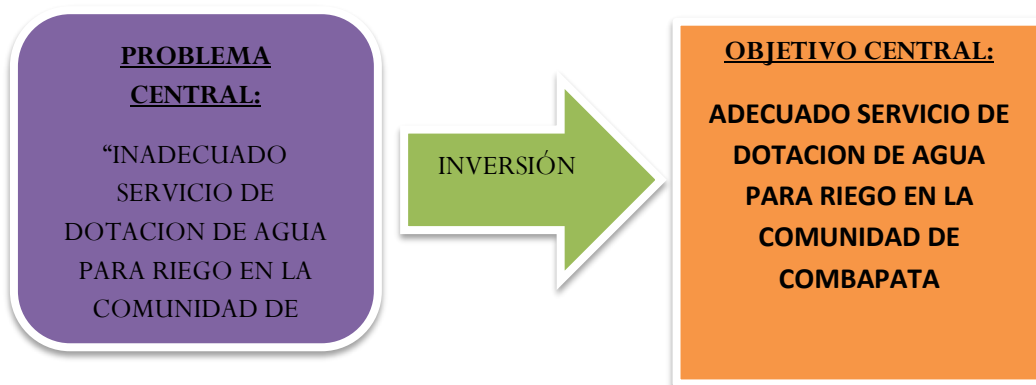 PROBLEMA
CENTRAL:
“INADECUADO
SERVICIO DE
DOTACION DE AGUA
PARA RIEGO EN LA
COMUNIDAD DE
INVERSIÓN
OBJETIVO CENTRAL:
ADECUADO SERVICIO DE
DOTACION DE AGUA
PARA RIEGO EN LA
COMUNIDAD DE
COMBAPATA